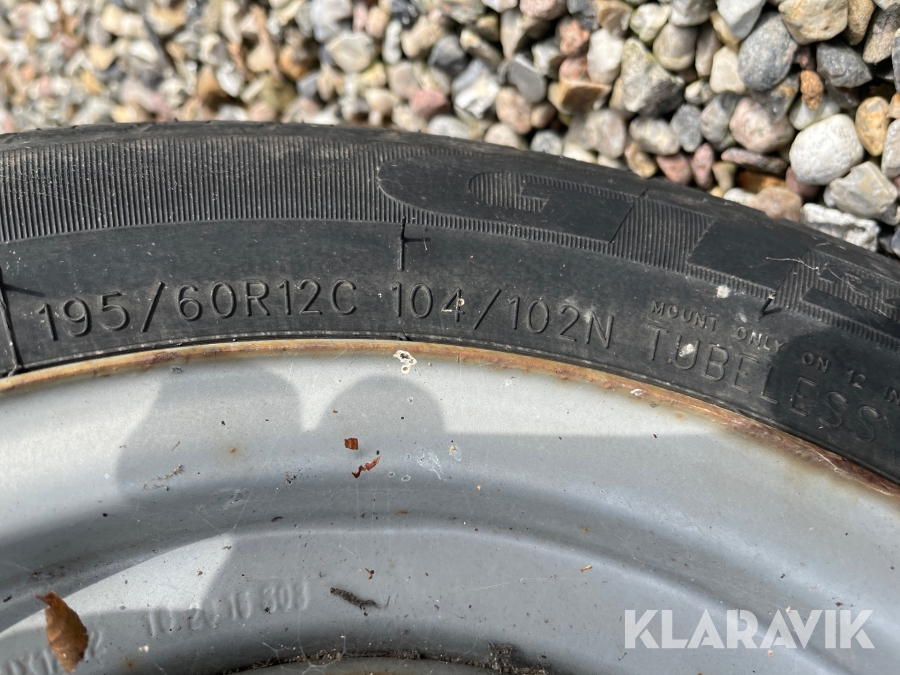 195/60R12C 104/102N
MOUNT ONLY ON 12
TUBELESS
KLARAVIK